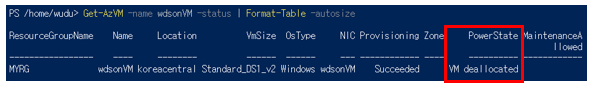 PS /home/wudu> Get-AzVM -name wdsonVM -status | Format-Table -autosize
ResourceGroupName Name Location VmSize OsType NIC Provisioning Zone PowerState MaintenanceA
llowed
----------------- ---- -------- ------ ------ --- ------------ ---- ---------- ------------
MYRG wdsonVM koreacentral Standard_DS1_v2 Windows wdsonVM Succeeded VM deallocated